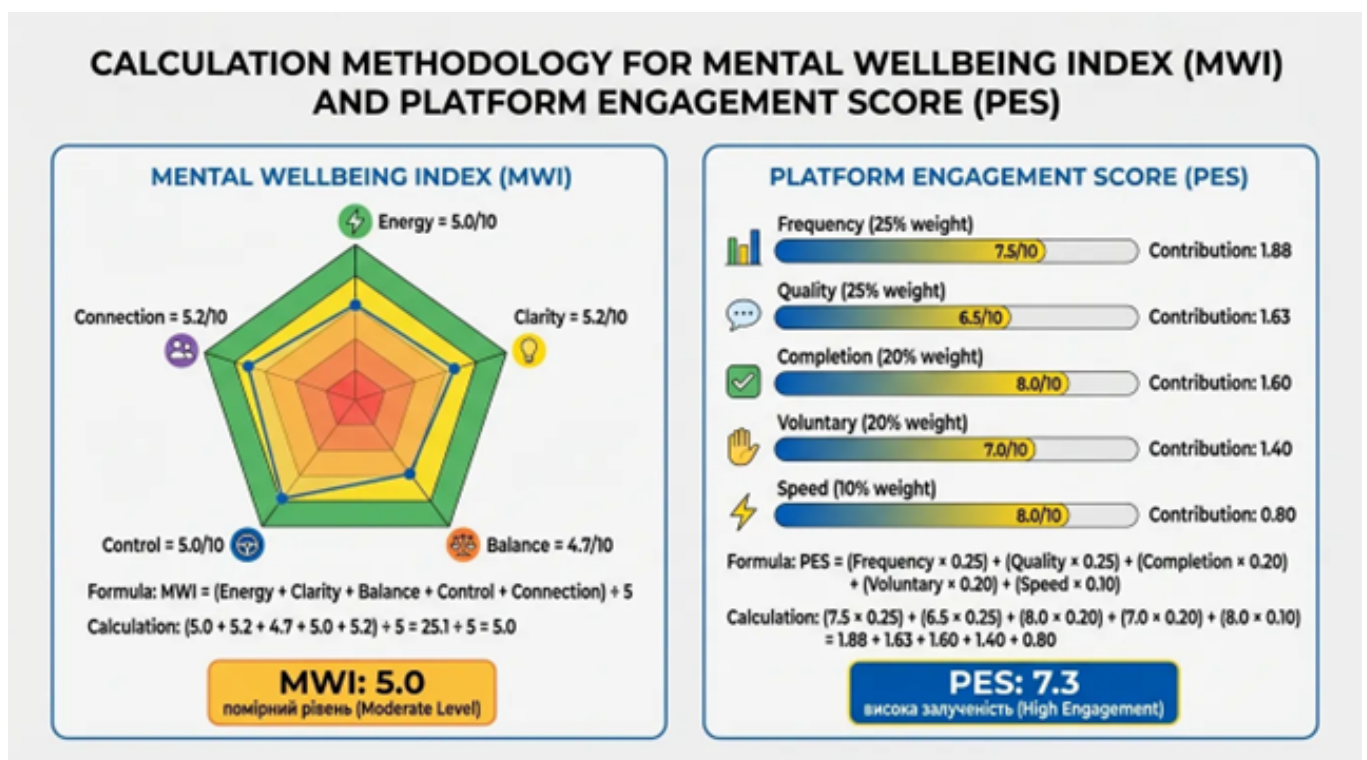 CALCULATION METHODOLOGY FOR MENTAL WELLBEING INDEX (MWI)
AND PLATFORM ENGAGEMENT SCORE (PES)
MENTAL WELLBEING INDEX (MWI)
Energy = 5.0/10
Connection = 5.2/10
Clarity = 5.2/10
Control = 5.0/10
Balance = 4.7/10
Formula: MWI = (Energy + Clarity + Balance + Control + Connection) ÷ 5
Calculation: (5.0 + 5.2 + 4.7 + 5.0 + 5.2) ÷ 5 = 25.1 ÷ 5 = 5.0
MWI: 5.0
помірний рівень (Moderate Level)
PLATFORM ENGAGEMENT SCORE (PES)
Frequency (25% weight)
7.5/10
Contribution: 1.88
Quality (25% weight)
6.5/10
Contribution: 1.63
Completion (20% weight)
8.0/10
Contribution: 1.60
Voluntary (20% weight)
7.0/10
Contribution: 1.40
Speed (10% weight)
8.0/10
Contribution: 0.80
Formula: PES = (Frequency × 0.25) + (Quality × 0.25) + (Completion × 0.20)
+ (Voluntary × 0.20) + (Speed × 0.10)
Calculation: (7.5 × 0.25) + (6.5 × 0.25) + (8.0 × 0.20) + (7.0 × 0.20) + (8.0 × 0.10)
= 1.88 + 1.63 + 1.60 + 1.40 + 0.80
PES: 7.3
висока залученість (High Engagement)